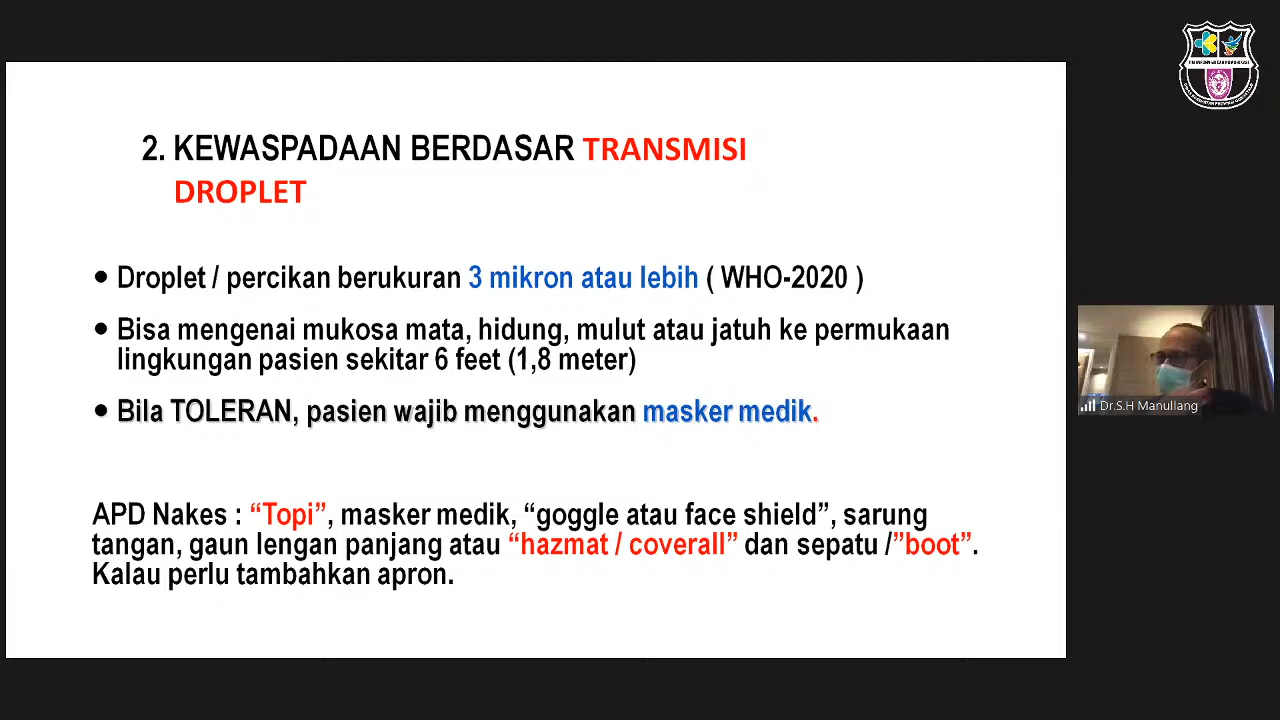 2. KEWASPADAAN BERDASAR TRANSMISI
DROPLET
• Droplet / percikan berukuran 3 mikron atau lebih ( WHO-2020 )
• Bisa mengenai mukosa mata, hidung, mulut atau jatuh ke permukaan
lingkungan pasien sekitar 6 feet (1,8 meter)
• Bila TOLERAN, pasien wajib menggunakan masker medik.
APD Nakes : “Topi”, masker medik, “goggle atau face shield”, sarung
tangan, gaun lengan panjang atau “hazmat / coverall” dan sepatu /”boot”.
Kalau perlu tambahkan apron.
Dr.S.H Manullang